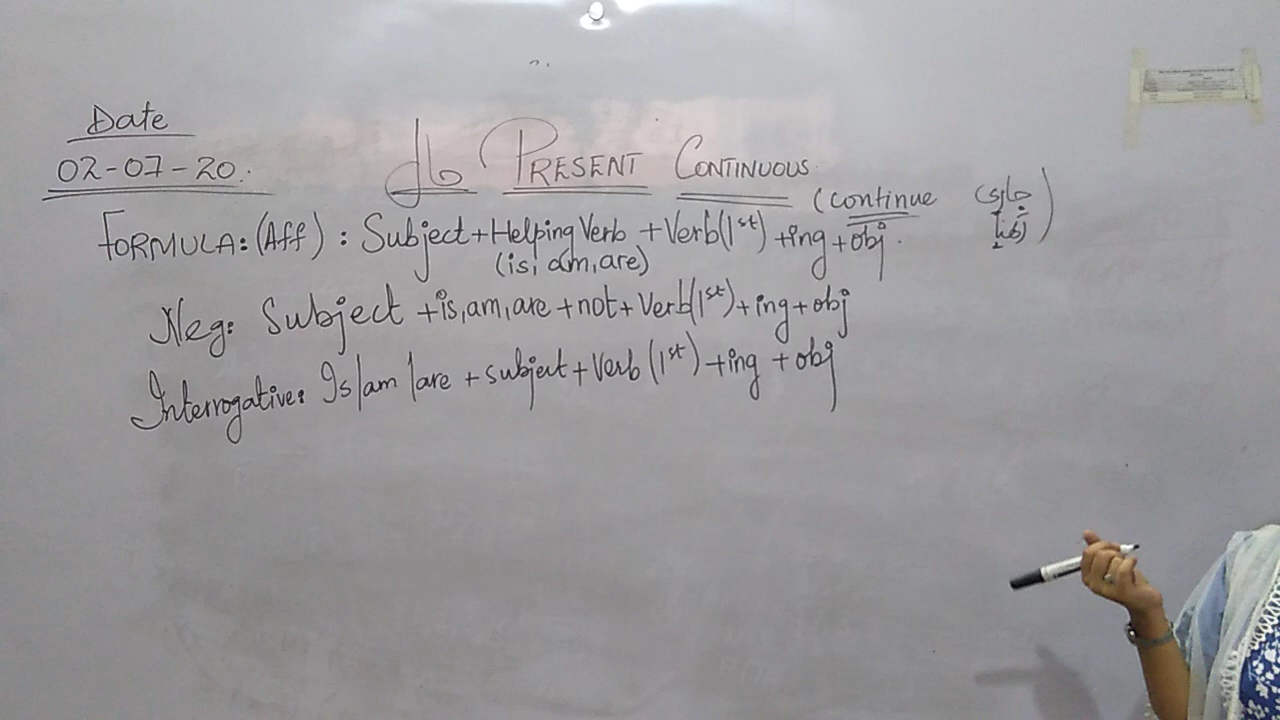 Date
02-07-20.
حال PRESENT CONTINUOUS
(continue جاری رکھنا)
FORMULA: (Aff) : Subject + Helping Verb + Verb (1st) + ing + obj.
(is, am, are)
Neg: Subject + is, am, are + not + Verb (1st) + ing + obj
Interrogative: Is/am/are + subject + Verb (1st) + ing + obj